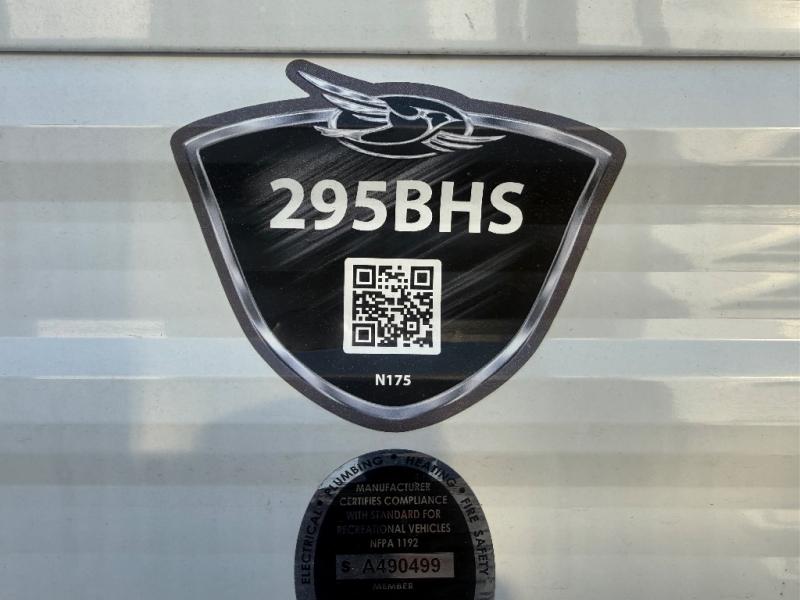 295BHS
N175
ELECTRICAL • PLUMBING • HEATING • FIRE SAFETY
MANUFACTURER
CERTIFIES COMPLIANCE
WITH STANDARD FOR
RECREATIONAL VEHICLES
NFPA 1192
S- A490499
MEMBER